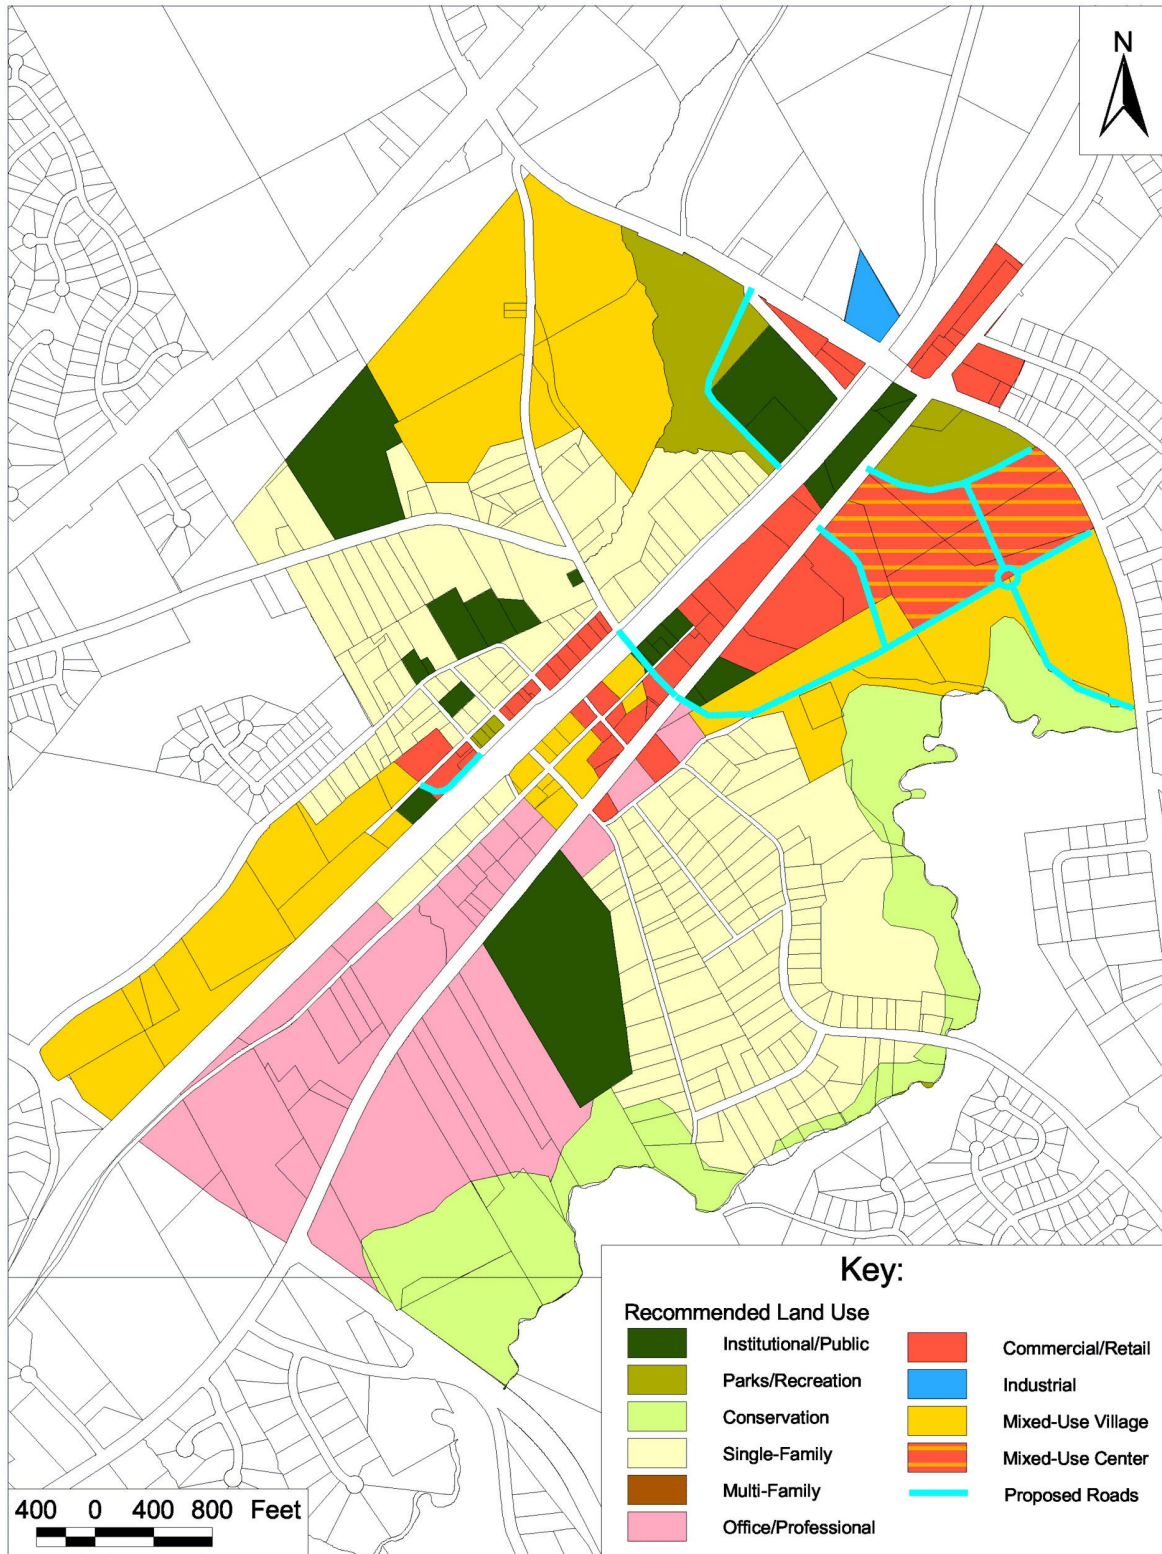 N
Key:
Recommended Land Use
Institutional/Public
Parks/Recreation
Conservation
Single-Family
Multi-Family
Office/Professional
Commercial/Retail
Industrial
Mixed-Use Village
Mixed-Use Center
Proposed Roads
400 0 400 800 Feet